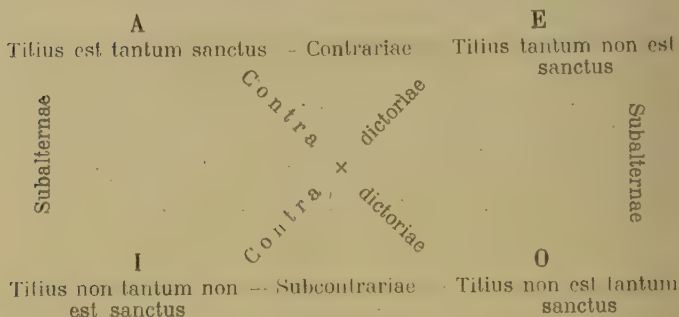 A E
Titius est tantum sanctus - Contrariae Titius tantum non est
sanctus
Subalternae
Contra dictoriae
×
Contra dictoriae
Subalternae
I O
Titius non tantum non — Subcontrariae Titius non est tantum
est sanctus sanctus